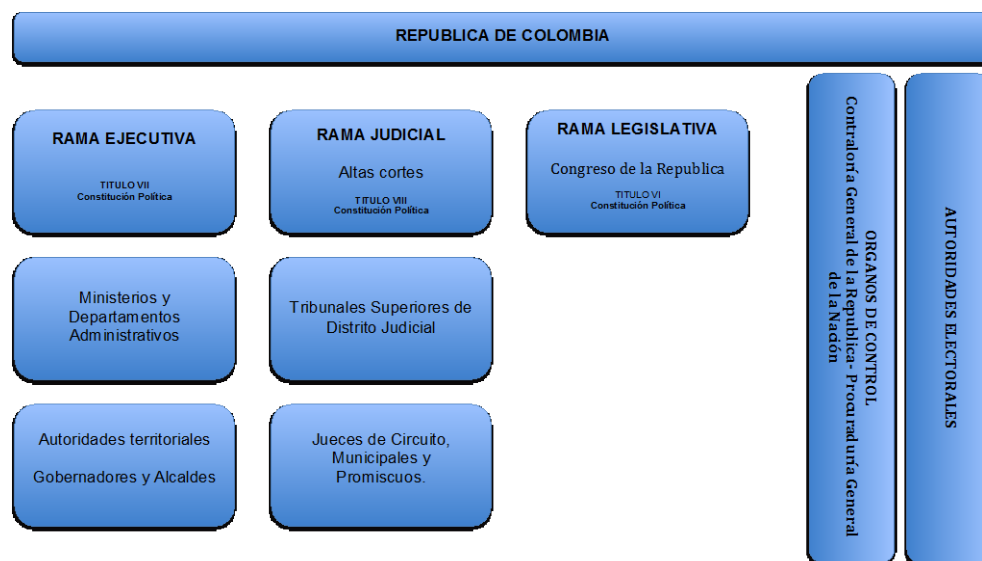 REPUBLICA DE COLOMBIA
RAMA EJECUTIVA
TITULO VII
Constitución Política
RAMA JUDICIAL
Altas cortes
TITULO VIII
Constitución Política
RAMA LEGISLATIVA
Congreso de la Republica
TITULO VI
Constitución Política
Ministerios y
Departamentos
Administrativos
Tribunales Superiores de
Distrito Judicial
Autoridades territoriales
Gobernadores y Alcaldes
Jueces de Circuito,
Municipales y
Promiscuos.
ORGANOS DE CONTROL
Contraloría General de la Republica- Procuraduría General
de la Nación
AUTORIDADES ELECTORALES